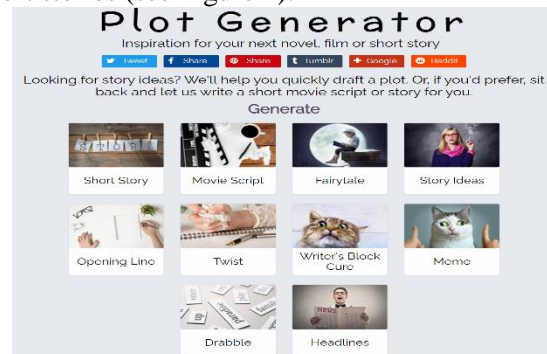 Plot Generator
Inspiration for your next novel, film or short story
Tweet Share Share Tumblr Google Reddit
Looking for story ideas? We'll help you quickly draft a plot. Or, if you'd prefer, sit
back and let us write a short movie script or story for you.
Generate
STORY
Short Story Movie Script Fairytale Story Ideas
Opening Line Twist Writer's Block
Cure Meme
NEWS
Drabble Headlines